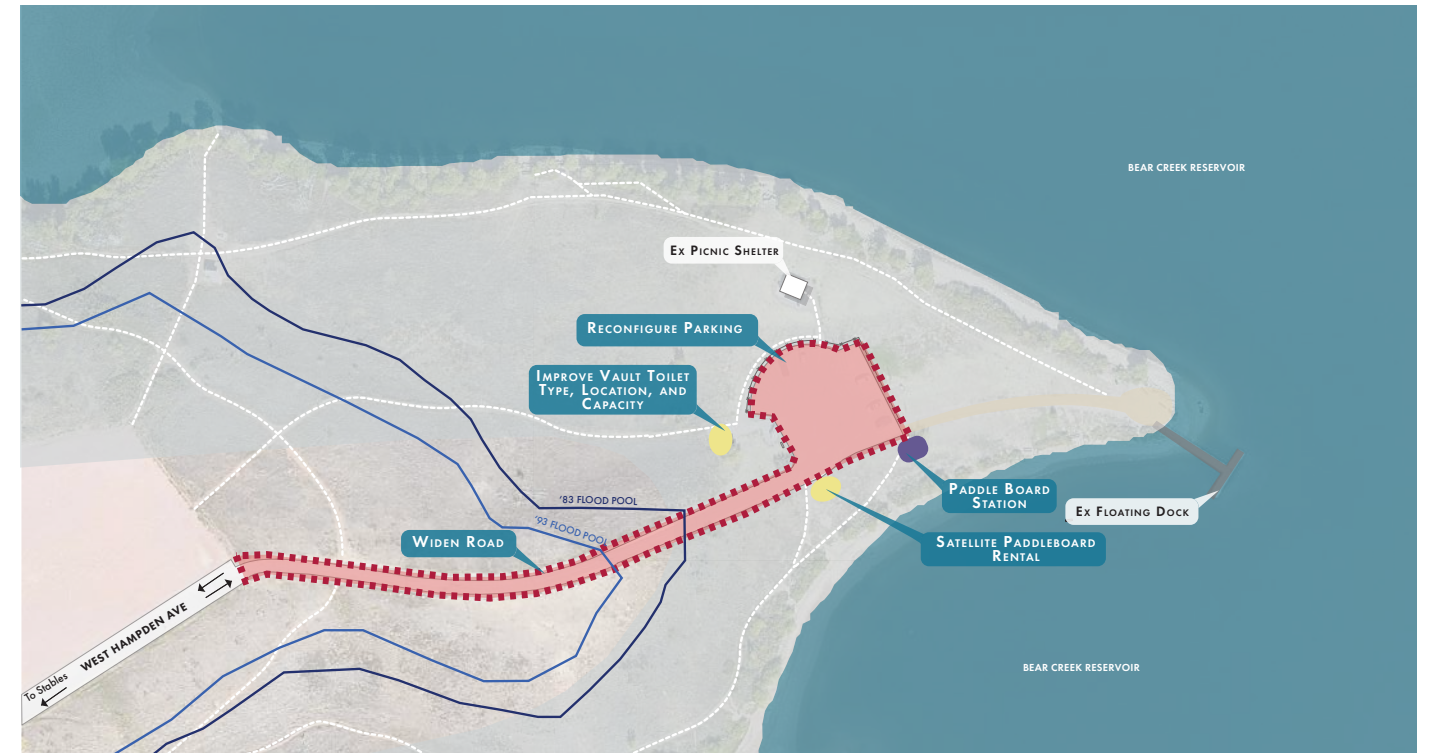 BEAR CREEK RESERVOIR
Ex Picnic Shelter
Reconfigure Parking
Improve Vault Toilet
Type, Location, and
Capacity
Paddle Board
Station
Ex Floating Dock
'83 FLOOD POOL
'93 FLOOD POOL
Widen Road
Satellite Paddleboard
Rental
WEST HAMPDEN AVE
To Stables
BEAR CREEK RESERVOIR